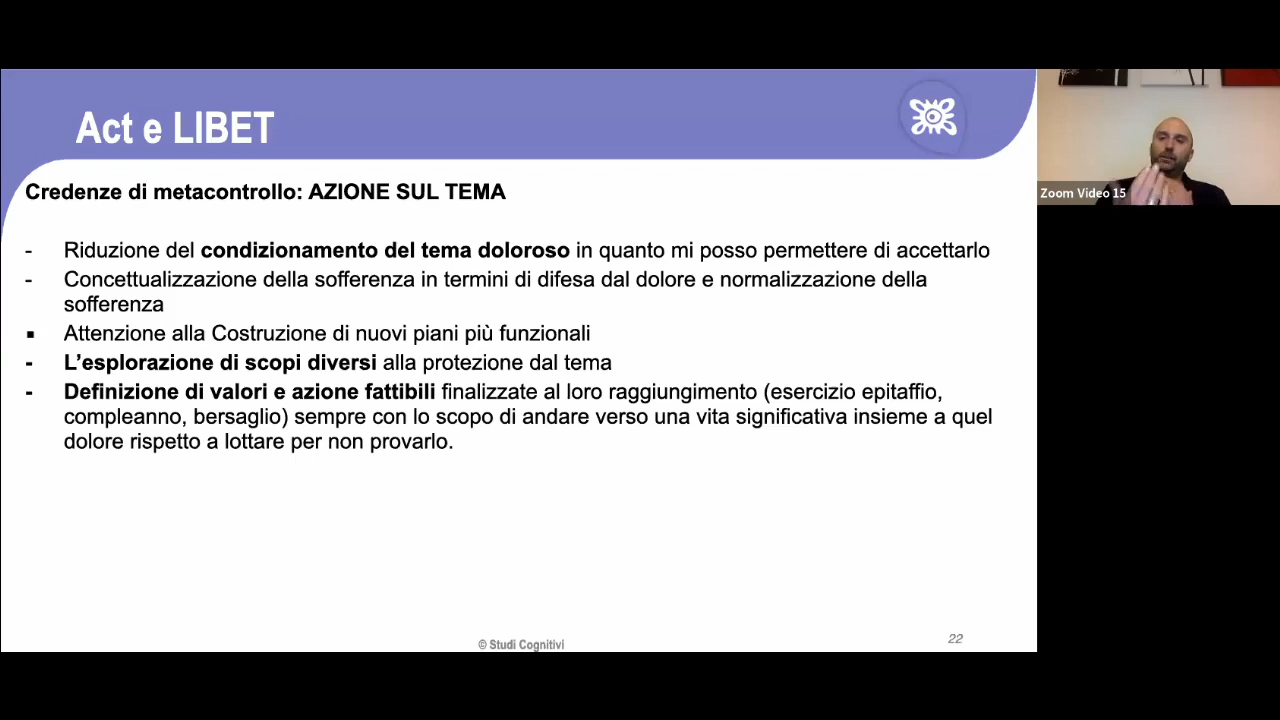 Act e LIBET
Credenze di metacontrollo: AZIONE SUL TEMA
- Riduzione del condizionamento del tema doloroso in quanto mi posso permettere di accettarlo
- Concettualizzazione della sofferenza in termini di difesa dal dolore e normalizzazione della
sofferenza
▪ Attenzione alla Costruzione di nuovi piani più funzionali
- L'esplorazione di scopi diversi alla protezione dal tema
- Definizione di valori e azione fattibili finalizzate al loro raggiungimento (esercizio epitaffio,
compleanno, bersaglio) sempre con lo scopo di andare verso una vita significativa insieme a quel
dolore rispetto a lottare per non provarlo.
© Studi Cognitivi
22
Zoom Video 15